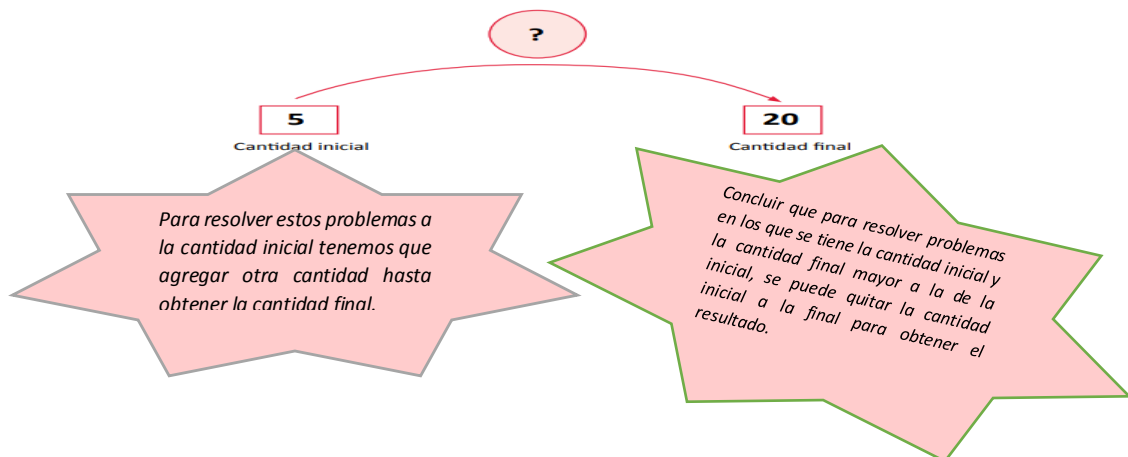 ?
5
20
Cantidad inicial
Cantidad final
Para resolver estos problemas a
la cantidad inicial tenemos que
agregar otra cantidad hasta
obtener la cantidad final.
Concluir que para resolver problemas
en los que se tiene la cantidad inicial y
la cantidad final mayor a la de la
inicial, se puede quitar la cantidad
inicial a la final para obtener el
resultado.